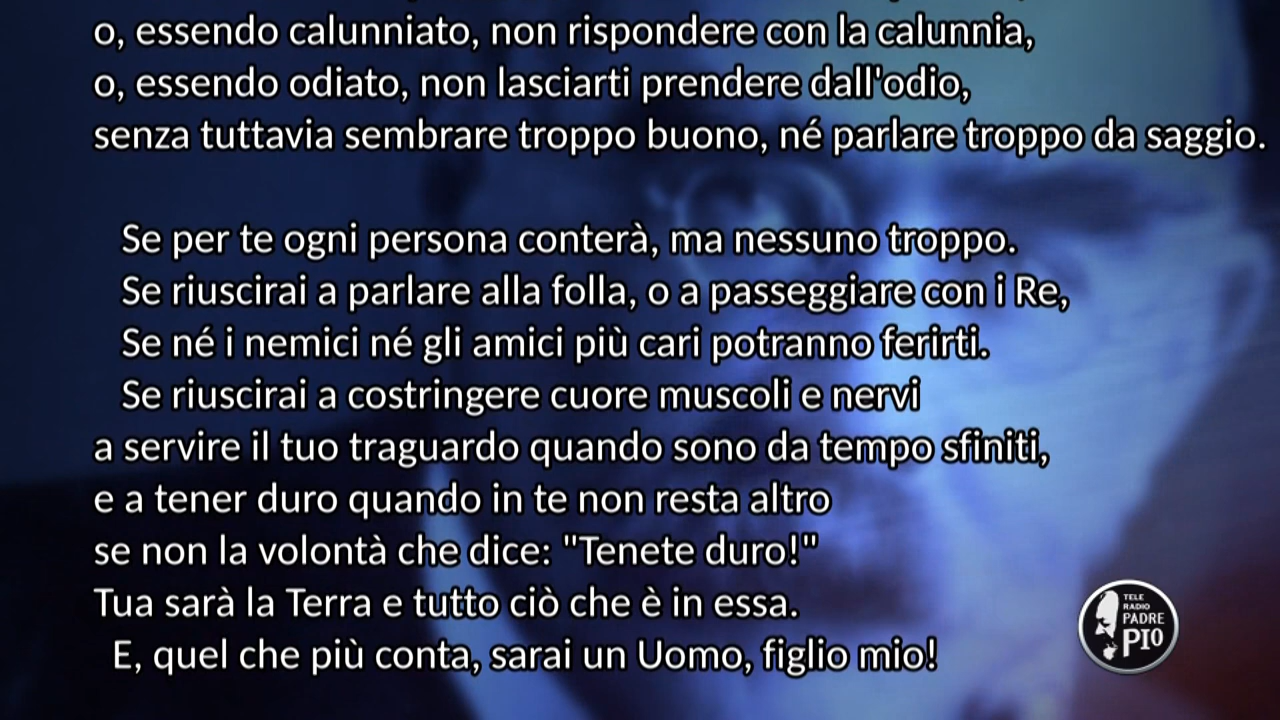 o, essendo calunniato, non rispondere con la calunnia,
o, essendo odiato, non lasciarti prendere dall'odio,
senza tuttavia sembrare troppo buono, né parlare troppo da saggio.
Se per te ogni persona conterà, ma nessuno troppo.
Se riuscirai a parlare alla folla, o a passeggiare con i Re,
Se né i nemici né gli amici più cari potranno ferirti.
Se riuscirai a costringere cuore muscoli e nervi
a servire il tuo traguardo quando sono da tempo sfiniti,
e a tener duro quando in te non resta altro
se non la volontà che dice: "Tenete duro!"
Tua sarà la Terra e tutto ciò che è in essa.
E, quel che più conta, sarai un Uomo, figlio mio!
TELE
RADIO
PADRE
PIO